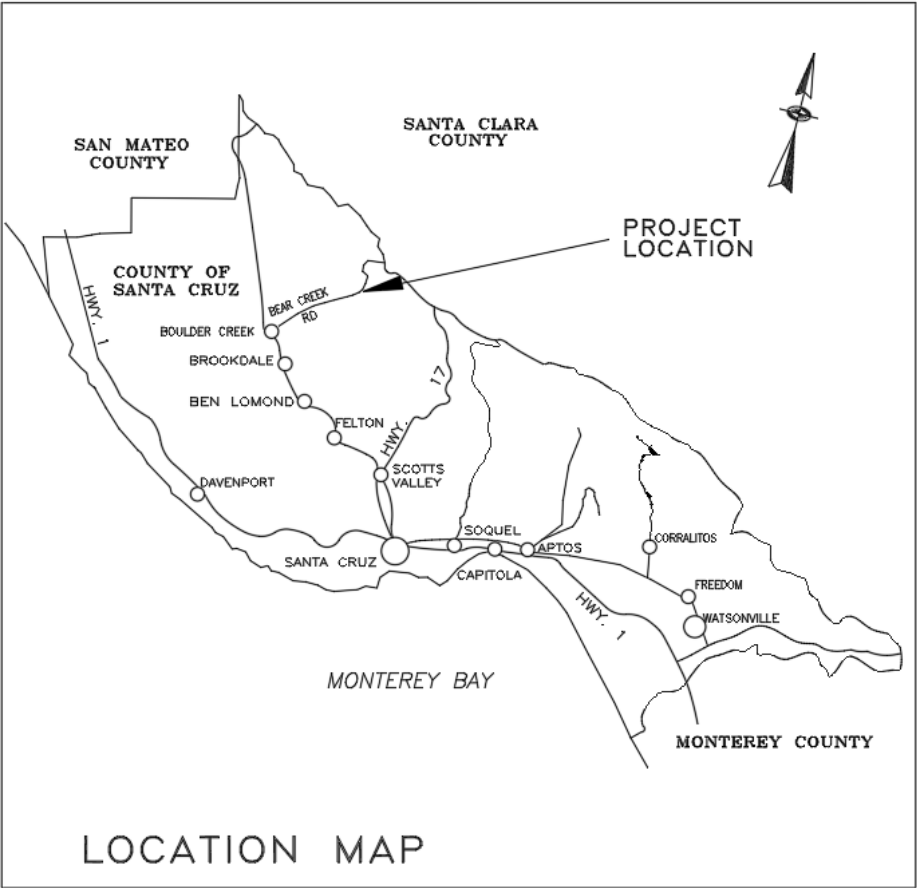 SAN MATEO
COUNTY
SANTA CLARA
COUNTY
PROJECT
LOCATION
COUNTY OF
SANTA CRUZ
HWY. 1
BEAR CREEK
RD
BOULDER CREEK
BROOKDALE
BEN LOMOND
FELTON
HWY. 17
SCOTTS
VALLEY
DAVENPORT
SANTA CRUZ
SOQUEL
CAPITOLA
APTOS
CORRALITOS
FREEDOM
WATSONVILLE
HWY. 1
MONTEREY BAY
MONTEREY COUNTY
LOCATION MAP